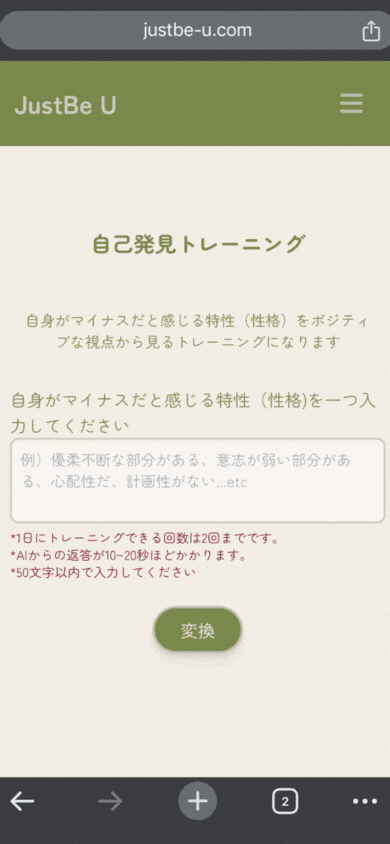 justbe-u.com
JustBe U
自己発見トレーニング
自身がマイナスだと感じる特性（性格）をポジティ
ブな視点から見るトレーニングになります
自身がマイナスだと感じる特性（性格)を一つ入
力してください
例）優柔不断な部分がある、意志が弱い部分があ
る、心配性だ、計画性がない...etc
*1日にトレーニングできる回数は2回までです。
*AIからの返答が10~20秒ほどかかります。
*50文字以内で入力してください
変換
2